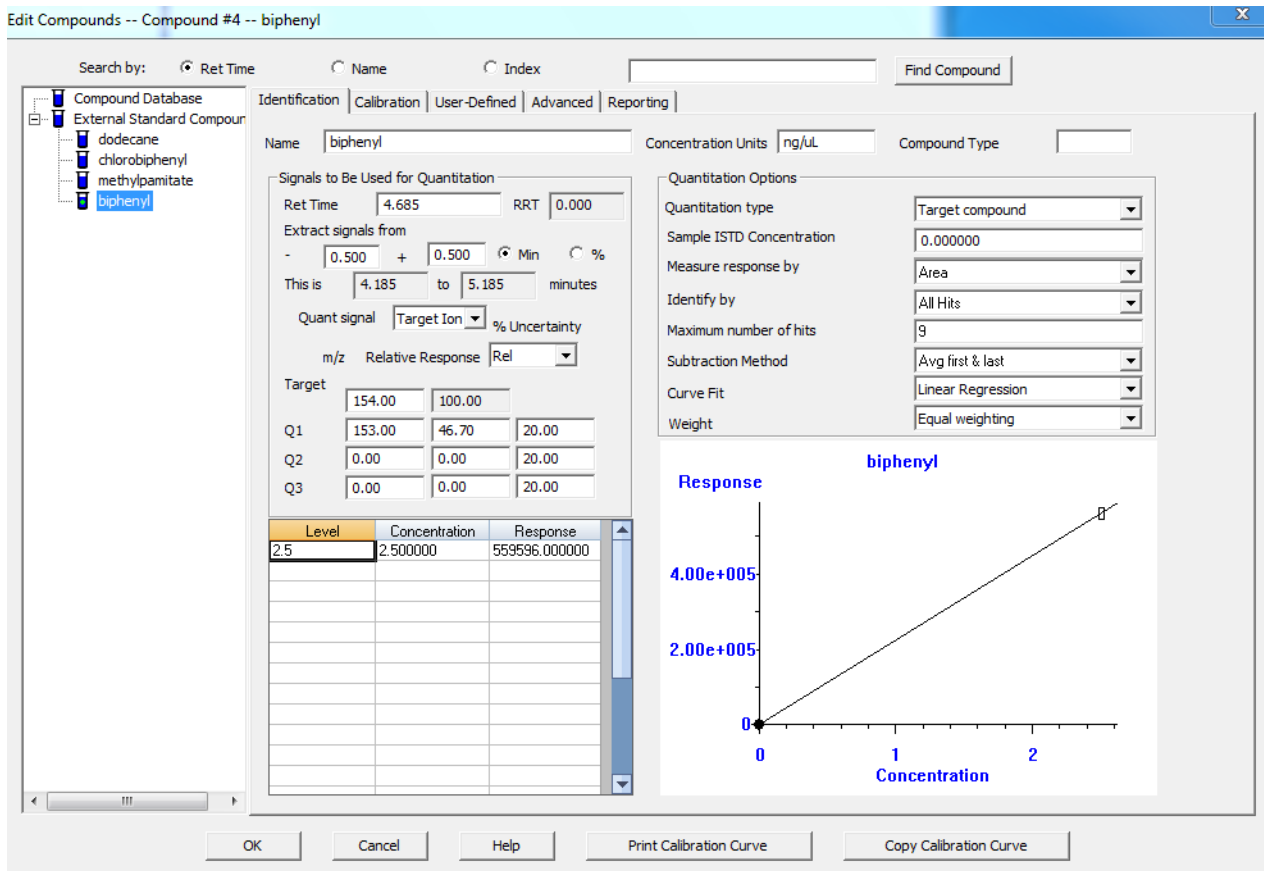 Edit Compounds -- Compound #4 -- biphenyl
X
Search by: Ret Time Name Index Find Compound
Compound Database
External Standard Compoun
dodecane
chlorobiphenyl
methylpamitate
biphenyl
Identification Calibration User-Defined Advanced Reporting
Name biphenyl Concentration Units ng/uL Compound Type
Signals to Be Used for Quantitation
Ret Time 4.685 RRT 0.000
Extract signals from
- 0.500 + 0.500 Min %
This is 4.185 to 5.185 minutes
Quant signal Target Ion % Uncertainty
m/z Relative Response Rel
Target
154.00 100.00
Q1 153.00 46.70 20.00
Q2 0.00 0.00 20.00
Q3 0.00 0.00 20.00
Quantitation Options
Quantitation type Target compound
Sample ISTD Concentration 0.000000
Measure response by Area
Identify by All Hits
Maximum number of hits 9
Subtraction Method Avg first & last
Curve Fit Linear Regression
Weight Equal weighting
Level Concentration Response
2.5 2.500000 559596.000000
biphenyl
Response
4.00e+005
2.00e+005
0
0 1 2
Concentration
OK Cancel Help Print Calibration Curve Copy Calibration Curve